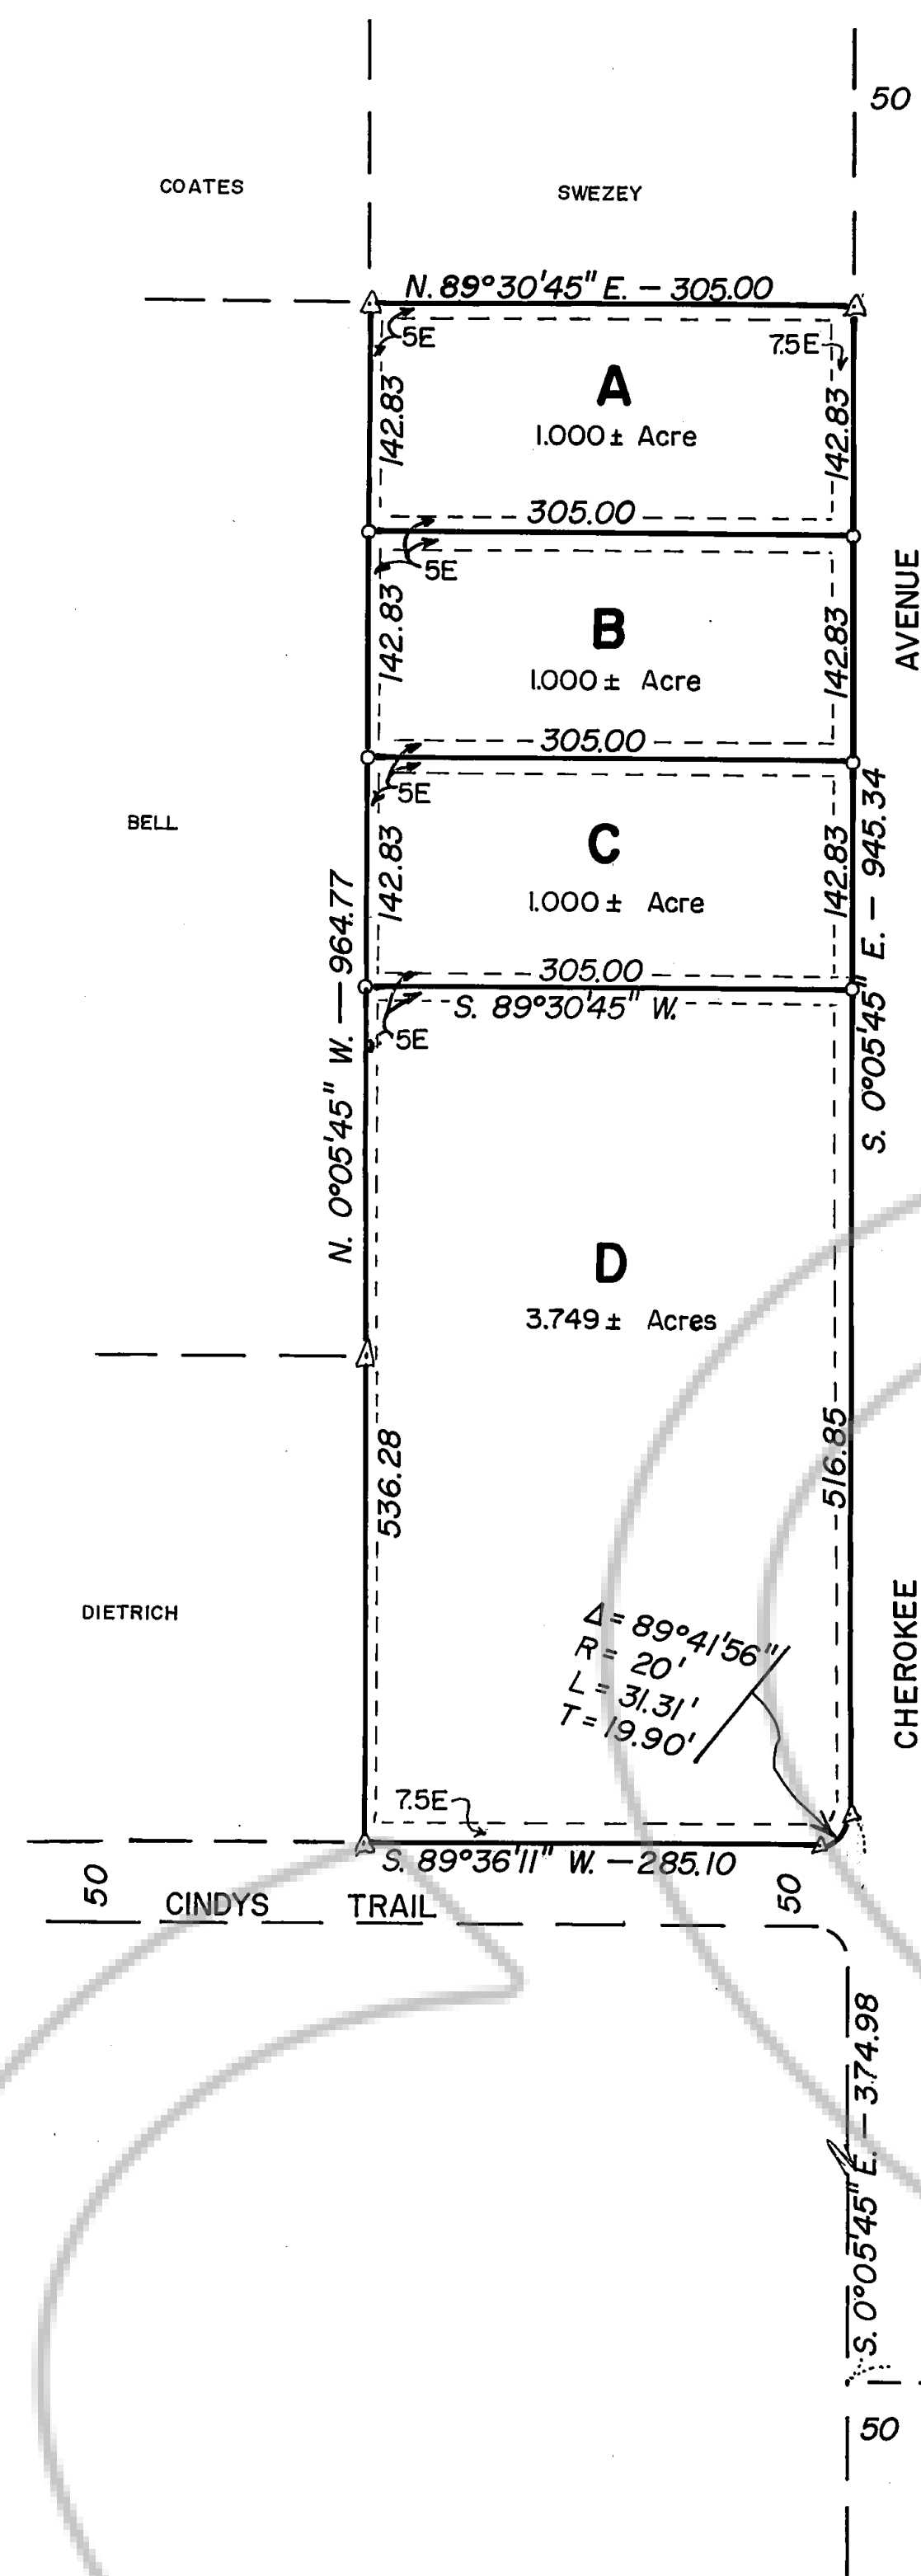 50
COATES
SWEZEY
N. 89°30'45" E. – 305.00
5E
7.5E
142.83
A
1.000± Acre
142.83
305.00
5E
142.83
B
1.000± Acre
142.83
AVENUE
305.00
5E
BELL
142.83
C
1.000± Acre
142.83
S. 0°05'45" E. – 945.34
N. 0°05'45" W. – 964.77
305.00
S. 89°30'45" W.
5E
D
3.749± Acres
536.28
516.85
DIETRICH
Δ= 89°41'56"
R= 20'
L= 31.31'
T=19.90'
CHEROKEE
7.5E
S. 89°36'11" W. –285.10
50
CINDYS TRAIL
50
S. 0°05'45" E. – 374.98
50